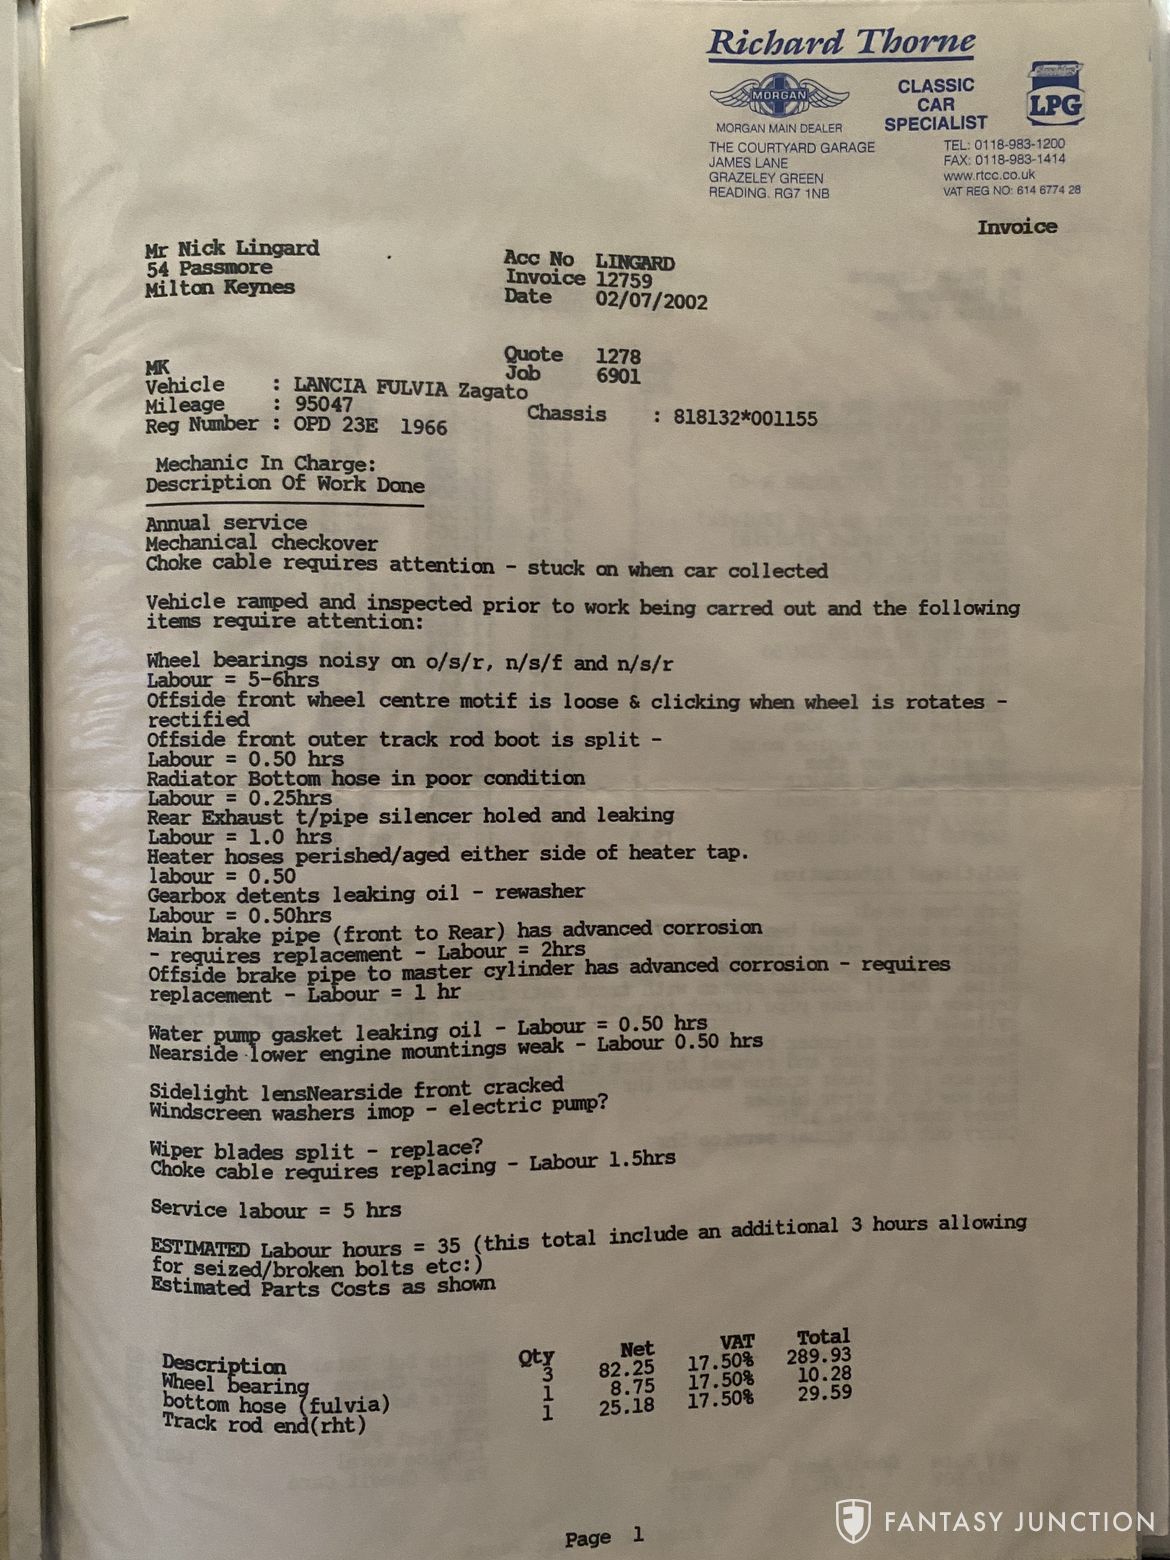 Richard Thorne
MORGAN
MORGAN MAIN DEALER
CLASSIC
CAR
SPECIALIST
LPG
THE COURTYARD GARAGE
JAMES LANE
GRAZELEY GREEN
READING. RG7 1NB
TEL: 0118-983-1200
FAX: 0118-983-1414
www.rtcc.co.uk
VAT REG NO: 614 6774 28
Invoice
Mr Nick Lingard
54 Passmore
Milton Keynes
Acc No LINGARD
Invoice 12759
Date 02/07/2002
MK
Quote 1278
Job 6901
Vehicle : LANCIA FULVIA Zagato
Mileage : 95047
Chassis : 818132*001155
Reg Number : OPD 23E 1966
Mechanic In Charge:
Description Of Work Done
Annual service
Mechanical checkover
Choke cable requires attention - stuck on when car collected
Vehicle ramped and inspected prior to work being carred out and the following
items require attention:
Wheel bearings noisy on o/s/r, n/s/f and n/s/r
Labour = 5-6hrs
Offside front wheel centre motif is loose & clicking when wheel is rotates -
rectified
Offside front outer track rod boot is split -
Labour = 0.50 hrs
Radiator Bottom hose in poor condition
Labour = 0.25hrs
Rear Exhaust t/pipe silencer holed and leaking
Labour = 1.0 hrs
Heater hoses perished/aged either side of heater tap.
labour = 0.50
Gearbox detents leaking oil - rewasher
Labour = 0.50hrs
Main brake pipe (front to Rear) has advanced corrosion
- requires replacement - Labour = 2hrs
Offside brake pipe to master cylinder has advanced corrosion - requires
replacement - Labour = 1 hr
Water pump gasket leaking oil - Labour = 0.50 hrs
Nearside lower engine mountings weak - Labour 0.50 hrs
Sidelight lensNearside front cracked
Windscreen washers imop - electric pump?
Wiper blades split - replace?
Choke cable requires replacing - Labour 1.5hrs
Service labour = 5 hrs
ESTIMATED Labour hours = 35 (this total include an additional 3 hours allowing
for seized/broken bolts etc:)
Estimated Parts Costs as shown
Description Qty Net VAT Total
Wheel bearing 3 82.25 17.50% 289.93
bottom hose (fulvia) 1 8.75 17.50% 10.28
Track rod end(rht) 1 25.18 17.50% 29.59
Page 1
FANTASY JUNCTION